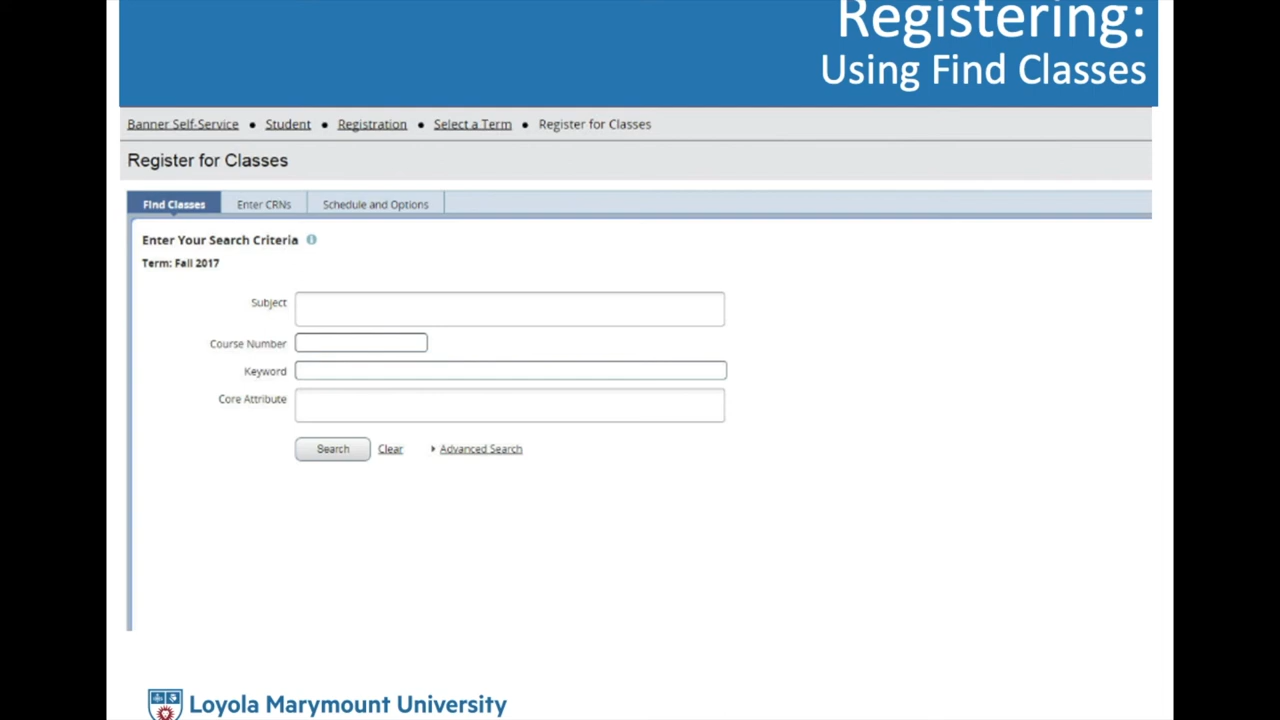 Registering:
Using Find Classes
Banner Self-Service • Student • Registration • Select a Term • Register for Classes
Register for Classes
Find Classes Enter CRNs Schedule and Options
Enter Your Search Criteria
Term: Fall 2017
Subject
Course Number
Keyword
Core Attribute
Search Clear Advanced Search
Loyola Marymount University